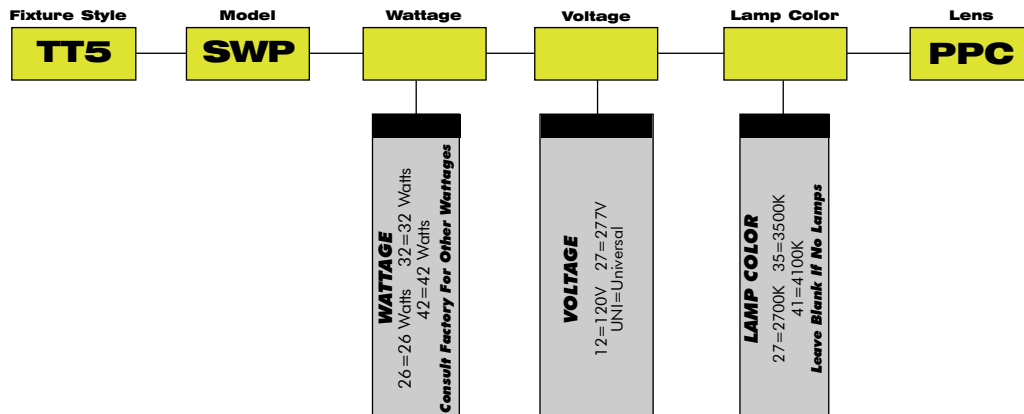 Fixture Style
Model
Wattage
Voltage
Lamp Color
Lens
TT5
SWP
PPC
WATTAGE
26=26 Watts 32=32 Watts
42=42 Watts
Consult Factory For Other Wattages
VOLTAGE
12=120V 27=277V
UNI=Universal
LAMP COLOR
27=2700K 35=3500K
41=4100K
Leave Blank If No Lamps